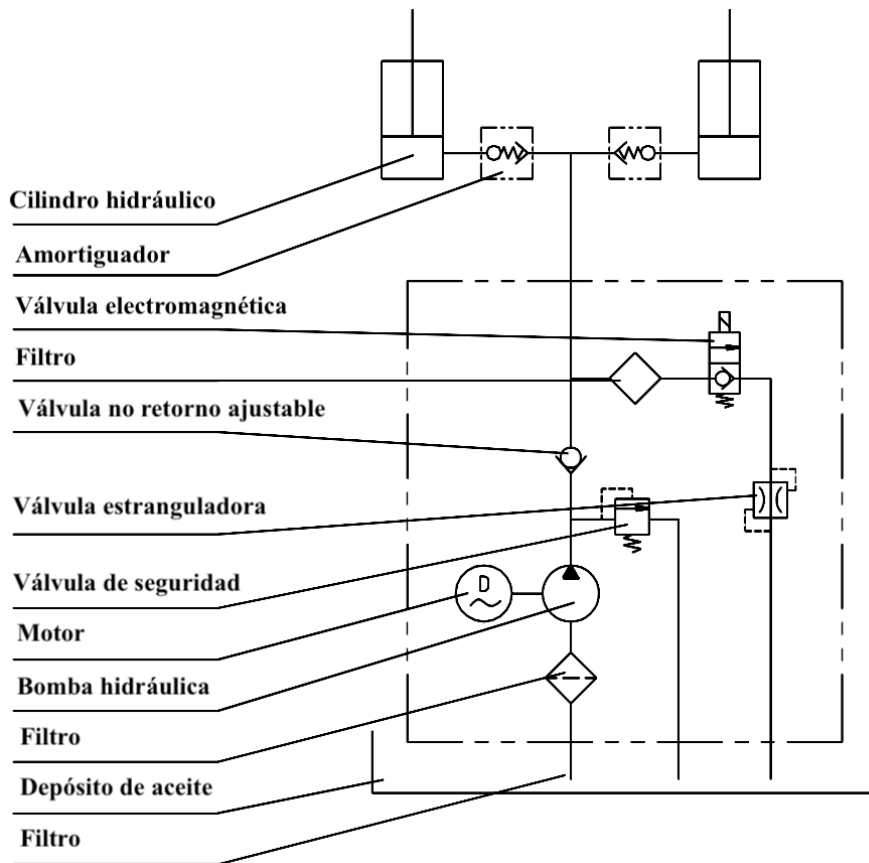 Cilindro hidráulico
Amortiguador
Válvula electromagnética
Filtro
Válvula no retorno ajustable
Válvula estranguladora
Válvula de seguridad
D
Motor
Bomba hidráulica
Filtro
Depósito de aceite
Filtro